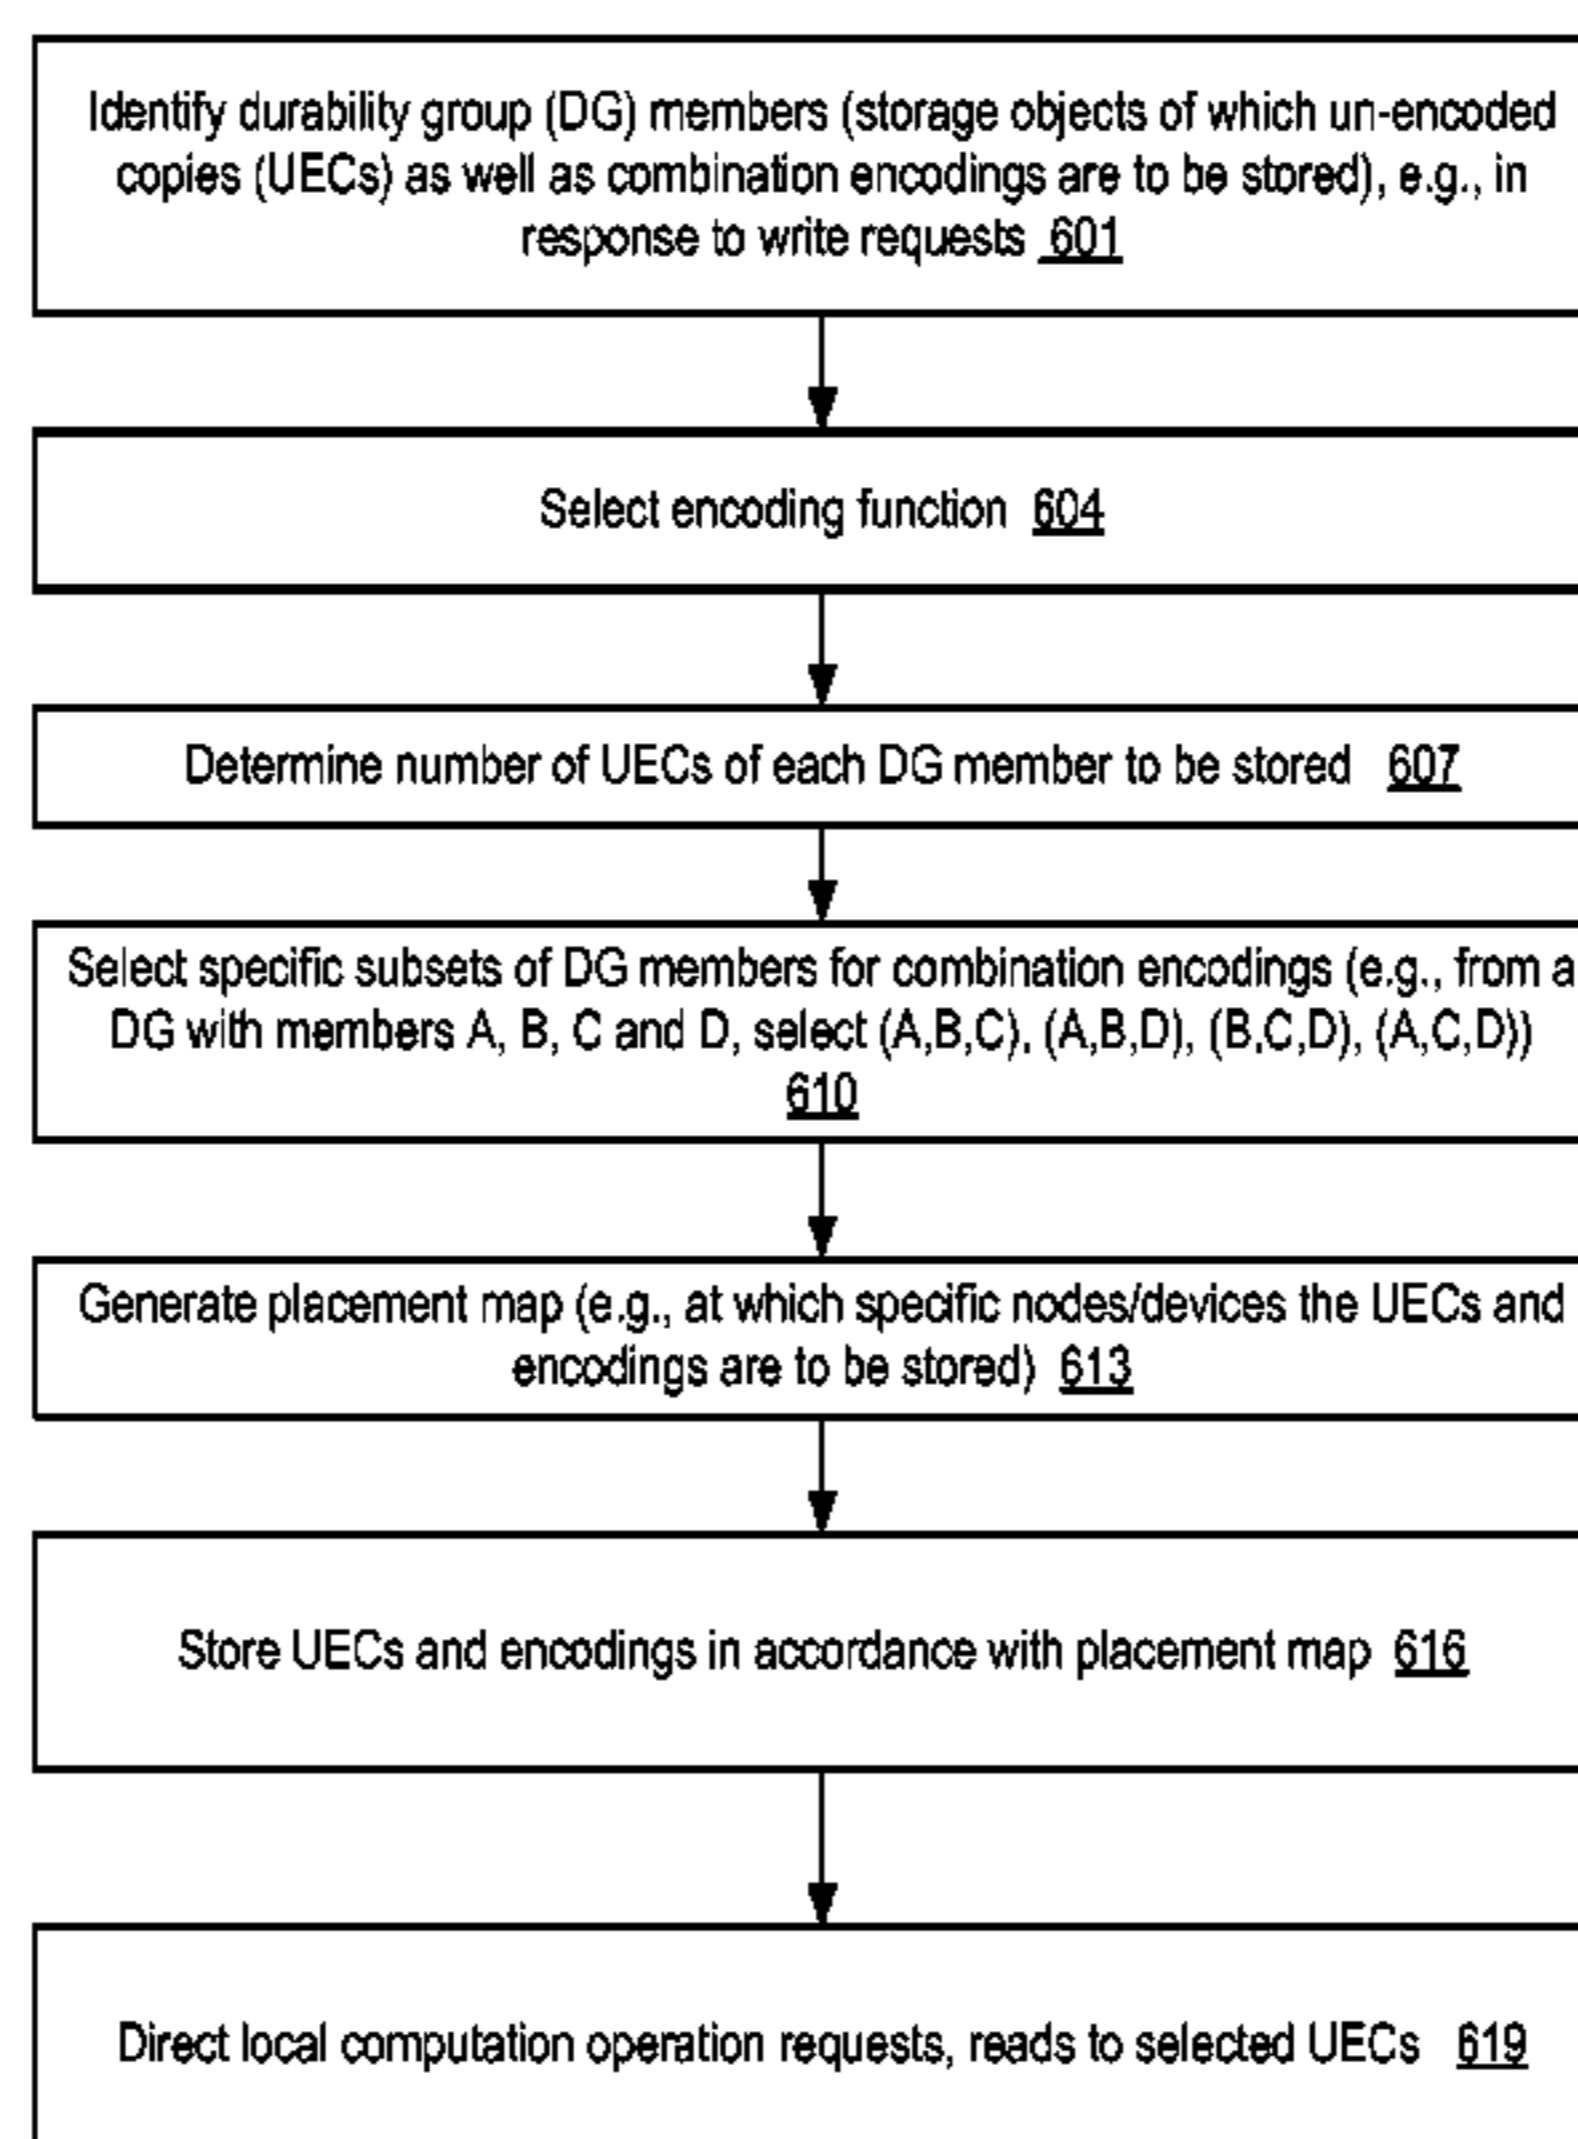 Identify durability group (DG) members (storage objects of which un-encoded
copies (UECs) as well as combination encodings are to be stored), e.g., in
response to write requests 601
Select encoding function 604
Determine number of UECs of each DG member to be stored 607
Select specific subsets of DG members for combination encodings (e.g., from a
DG with members A, B, C and D, select (A,B,C), (A,B,D), (B,C,D), (A,C,D))
610
Generate placement map (e.g., at which specific nodes/devices the UECs and
encodings are to be stored) 613
Store UECs and encodings in accordance with placement map 616
Direct local computation operation requests, reads to selected UECs 619